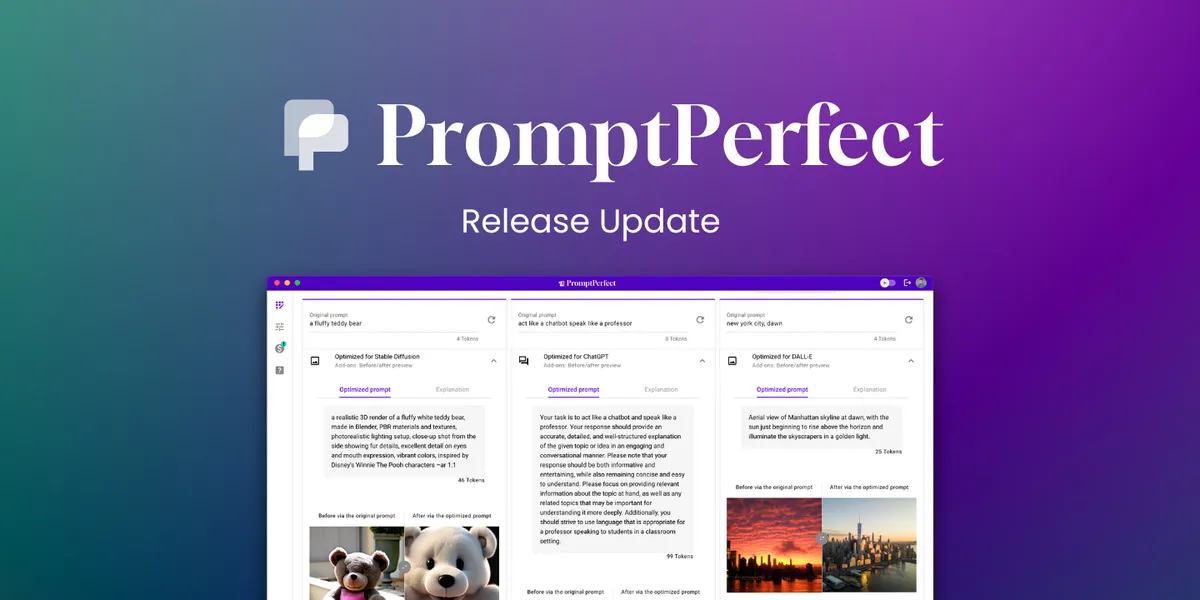 PromptPerfect
Release Update
PromptPerfect
Original prompt
a fluffy teddy bear
4 Tokens
Optimized for Stable Diffusion
Add-ons: Before/after preview
Optimized prompt
Explanation
a realistic 3D render of a fluffy white teddy bear,
made in Blender, PBR materials and textures,
photorealistic lighting setup, close-up shot from the
side showing fur details, excellent detail on eyes
and mouth expression, vibrant colors, inspired by
Disney's Winnie The Pooh characters –ar 1:1
46 Tokens
Before via the original prompt
After via the optimized prompt
Original prompt
act like a chatbot speak like a professor
Tokens
Optimized for ChatGPT
Add-ons: Before/after preview
Optimized prompt
Explanation
Your task is to act like a chatbot and speak like a
professor. Your response should provide an
accurate, detailed, and well-structured explanation
of the given topic or idea in an engaging and
conversational manner. Please note that your
response should be both informative and
entertaining, while also remaining concise and easy
to understand. Please focus on providing relevant
information about the topic at hand, as well as any
related topics that may be important for
understanding it more deeply. Additionally, you
should strive to use language that is appropriate for
a professor speaking to students in a classroom
setting.
99 Tokens
Before via the original prompt
After via the optimized prompt
Original prompt
new york city, dawn
4 Tokens
Optimized for DALL-E
Add-ons: Before/after preview
Optimized prompt
Explanation
Aerial view of Manhattan skyline at dawn, with the
sun just beginning to rise above the horizon and
illuminate the skyscrapers in a golden light.
25 Tokens
Before via the original prompt
After via the optimized prompt